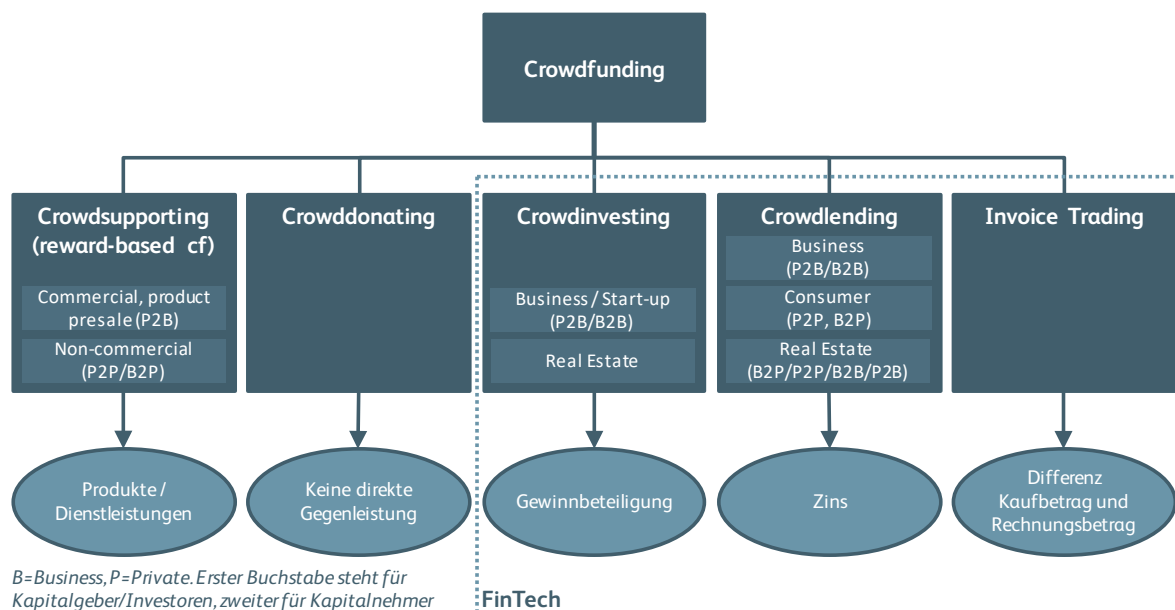 Crowdfunding
Crowdsupporting
(reward-based cf)
Commercial, product
presale (P2B)
Non-commercial
(P2P/B2P)
Crowddonating
Crowdinvesting
Business / Start-up
(P2B/B2B)
Real Estate
Crowdlending
Business
(P2B/B2B)
Consumer
(P2P, B2P)
Real Estate
(B2P/P2P/B2B/P2B)
Invoice Trading
Produkte /
Dienstleistungen
Keine direkte
Gegenleistung
Gewinnbeteiligung
Zins
Differenz
Kaufbetrag und
Rechnungsbetrag
B=Business, P=Private. Erster Buchstabe steht für
Kapitalgeber/Investoren, zweiter für Kapitalnehmer
FinTech